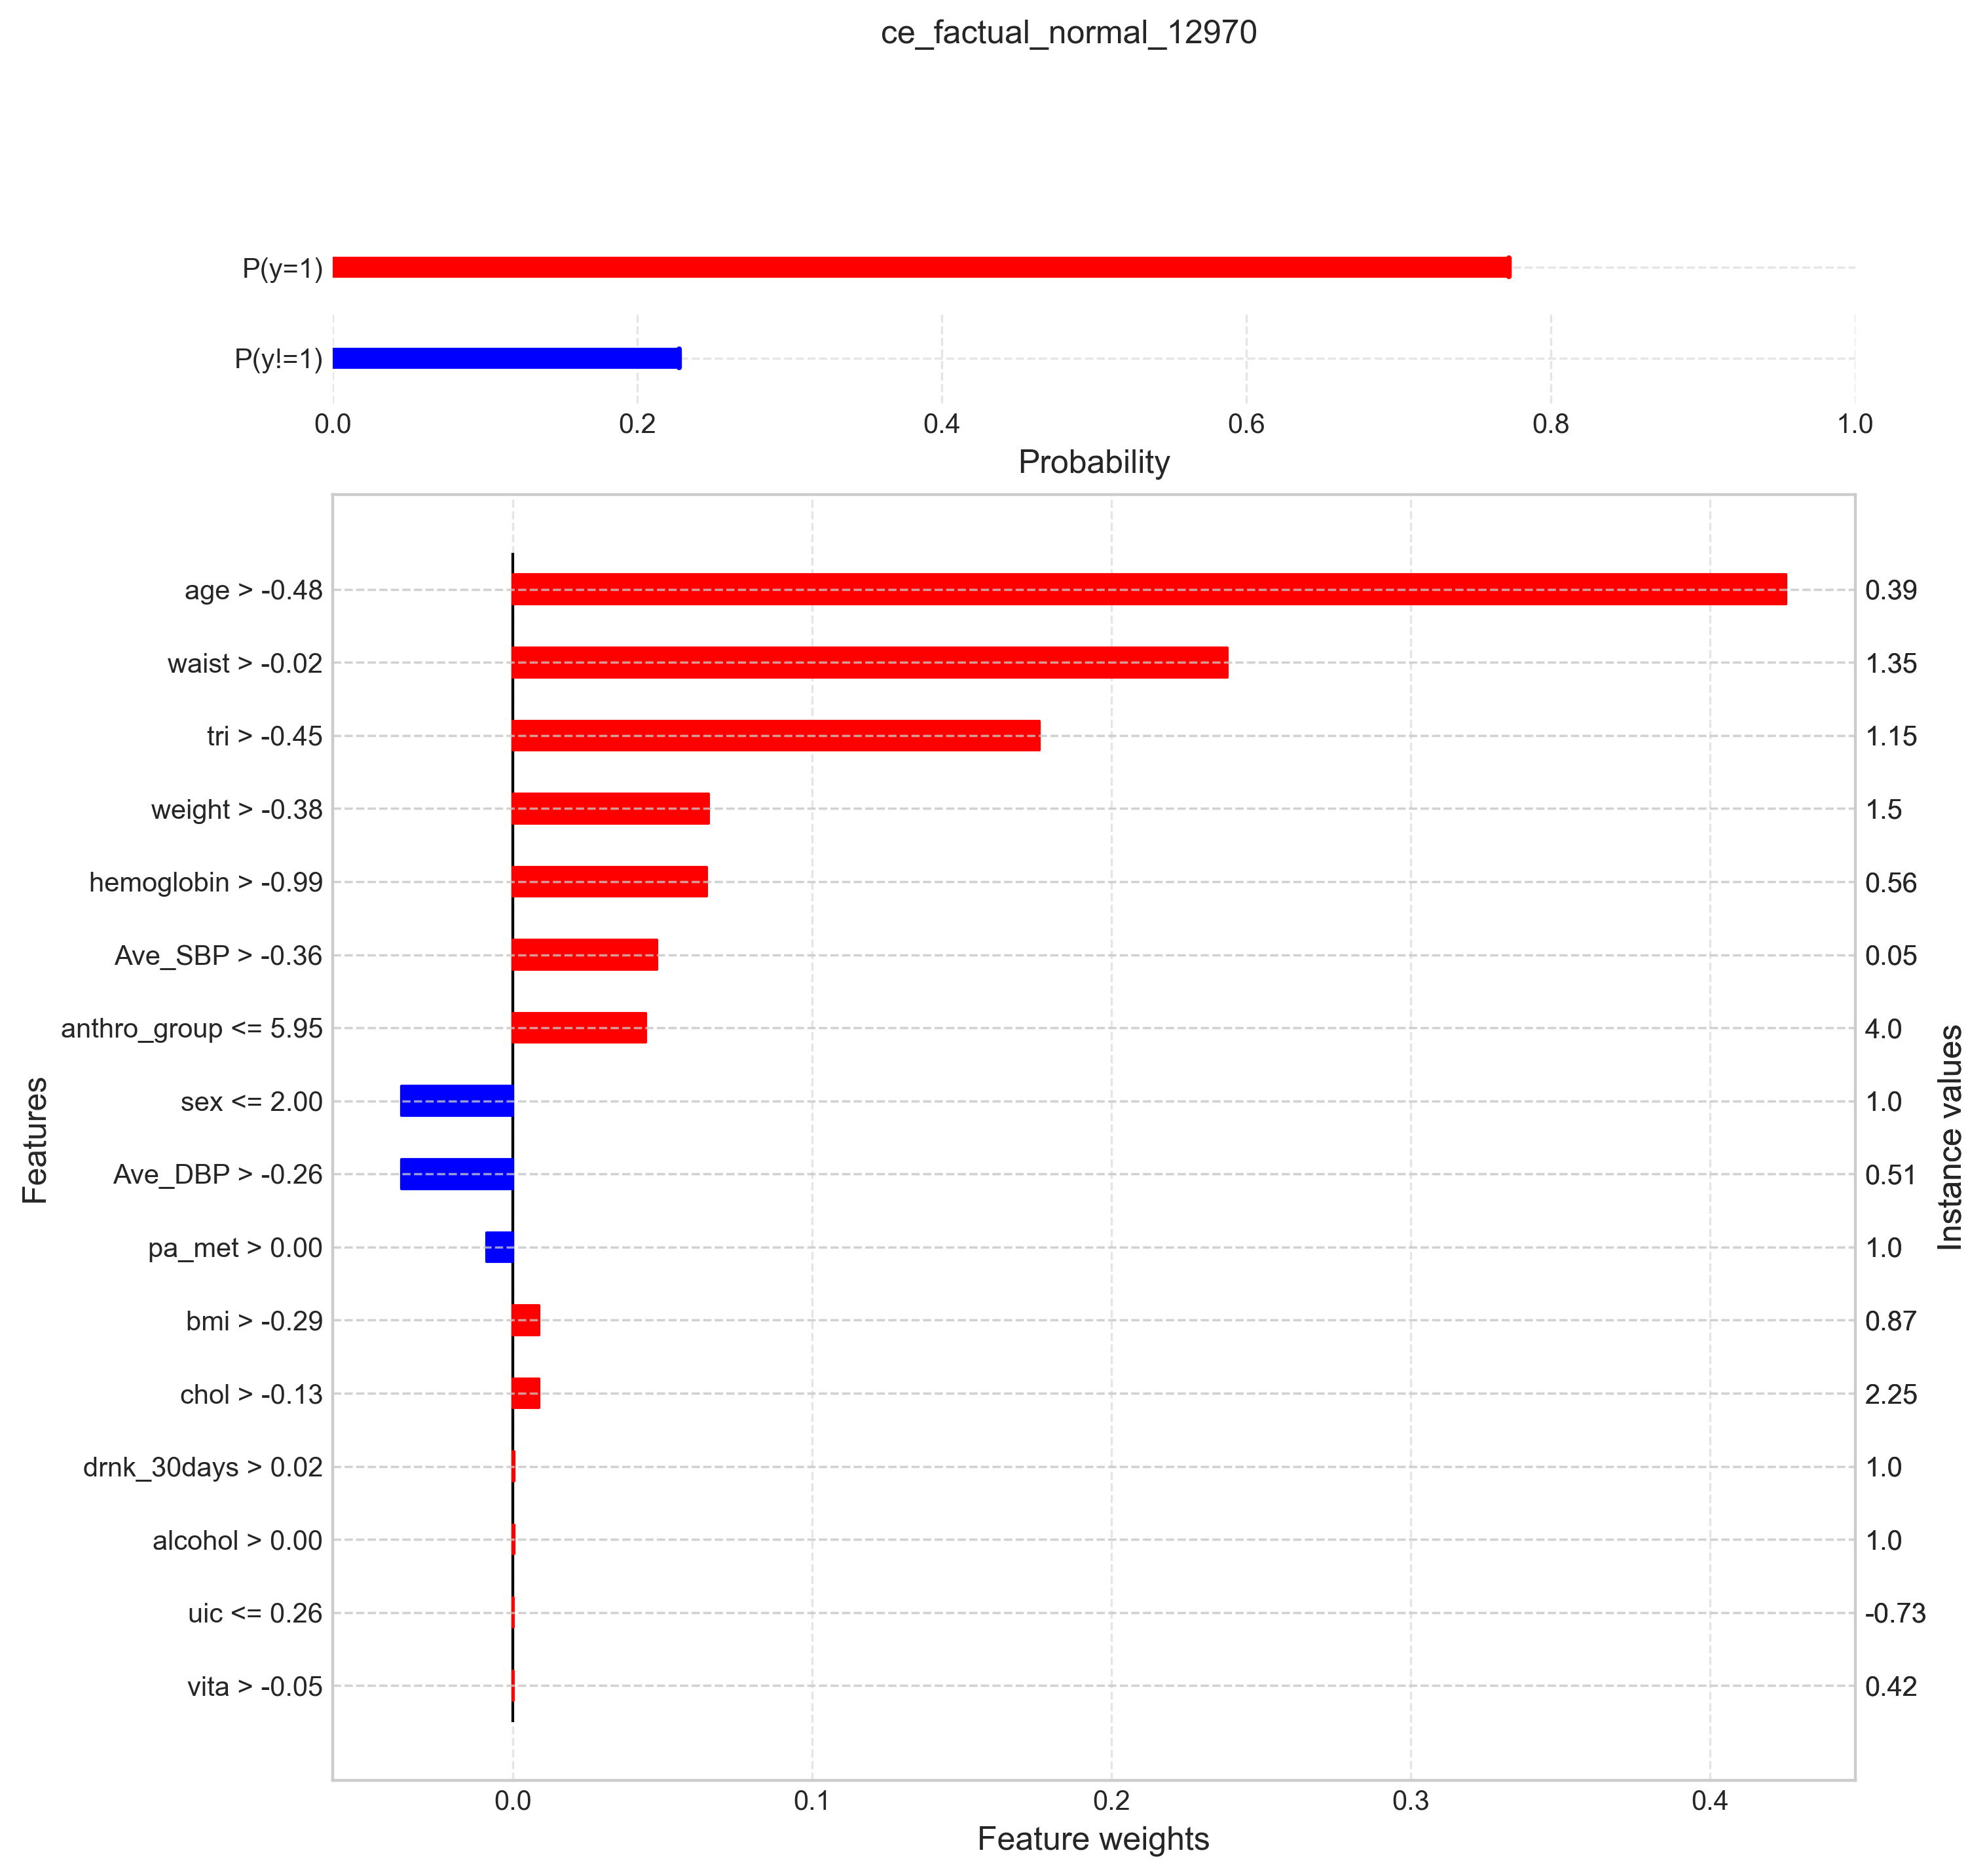 ce_factual_normal_12970
P(y=1)
P(y!=1)
0.0 0.2 0.4 0.6 0.8 1.0
Probability
age > -0.48 0.39
waist > -0.02 1.35
tri > -0.45 1.15
weight > -0.38 1.5
hemoglobin > -0.99 0.56
Ave_SBP > -0.36 0.05
anthro_group <= 5.95 4.0
sex <= 2.00 1.0
Ave_DBP > -0.26 0.51
pa_met > 0.00 1.0
bmi > -0.29 0.87
chol > -0.13 2.25
drnk_30days > 0.02 1.0
alcohol > 0.00 1.0
uic <= 0.26 -0.73
vita > -0.05 0.42
Features
Instance values
0.0 0.1 0.2 0.3 0.4
Feature weights